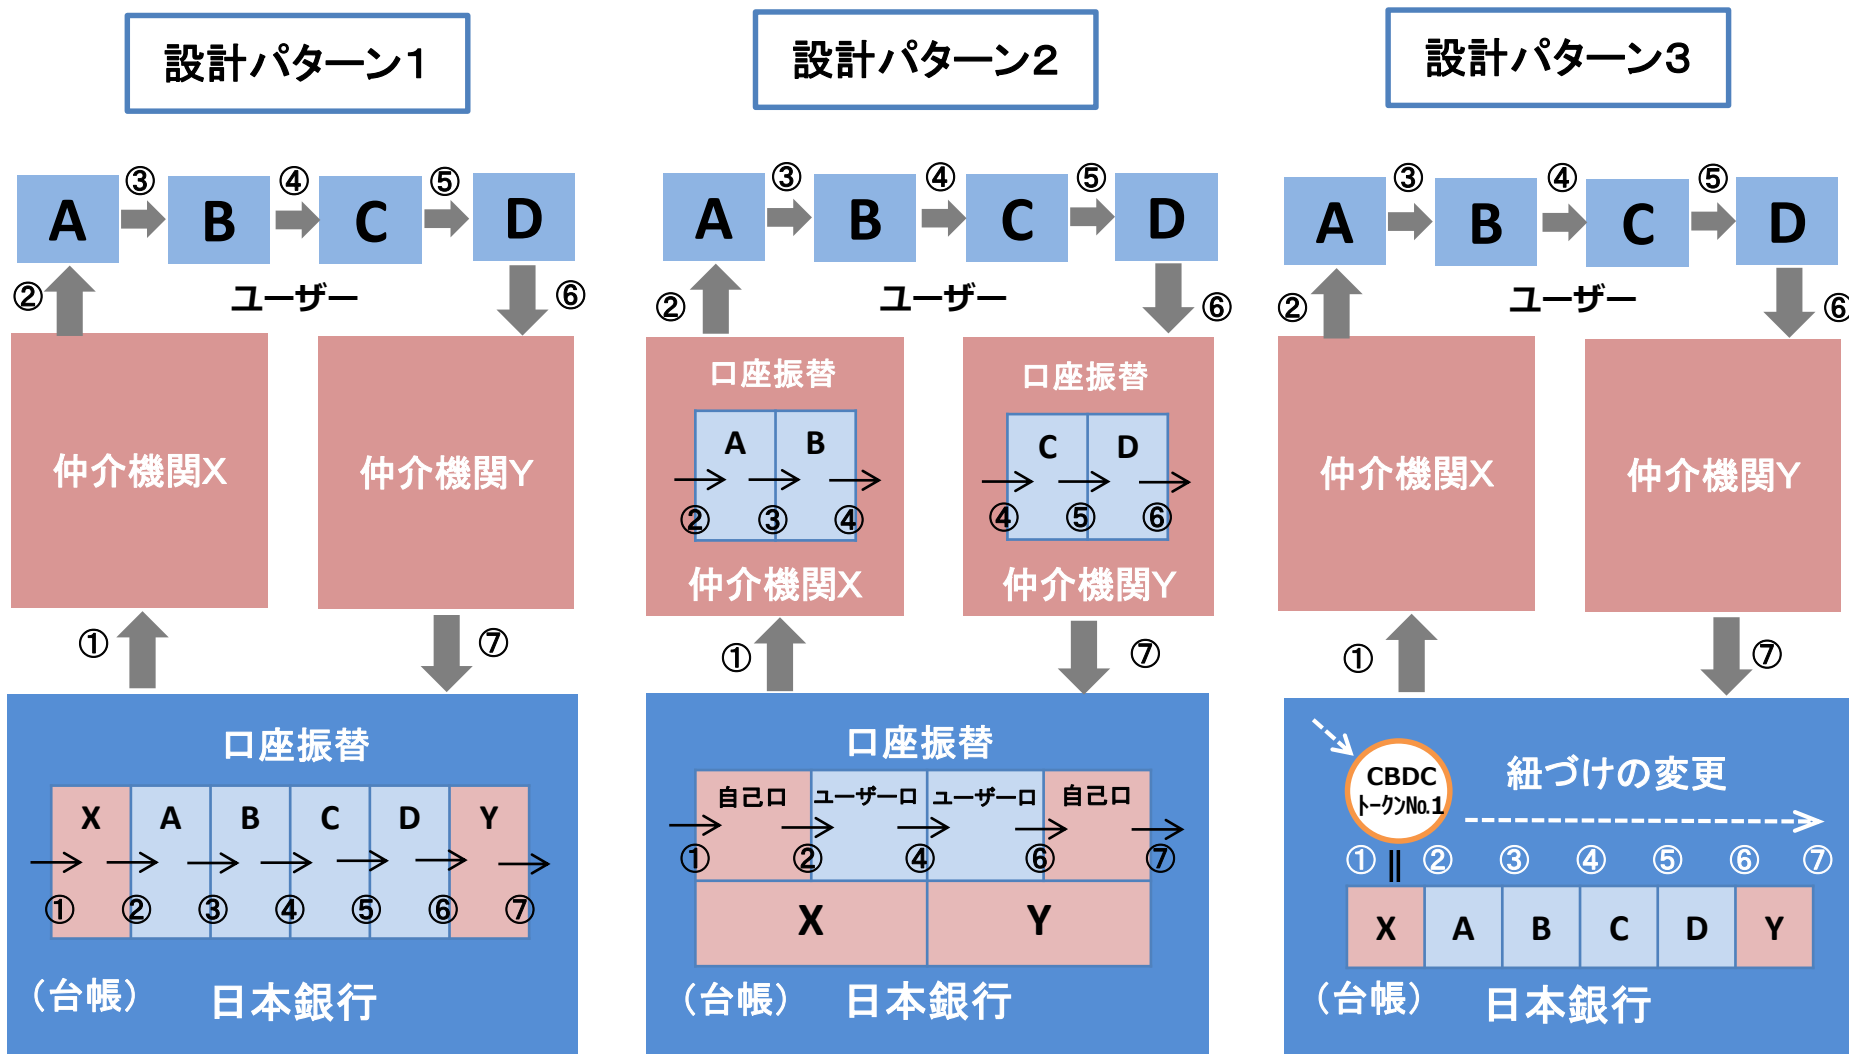 設計パターン1
③ ④ ⑤
A B C D
② ユーザー ⑥
仲介機関X 仲介機関Y
① ⑦
口座振替
X A B C D Y
① ② ③ ④ ⑤ ⑥ ⑦
（台帳） 日本銀行
設計パターン2
③ ④ ⑤
A B C D
② ユーザー ⑥
口座振替 口座振替
A B C D
② ③ ④ ④ ⑤ ⑥
仲介機関X 仲介機関Y
① ⑦
口座振替
自己口 ユーザー口 ユーザー口 自己口
① ② ④ ⑥ ⑦
X Y
（台帳） 日本銀行
設計パターン3
③ ④ ⑤
A B C D
② ユーザー ⑥
仲介機関X 仲介機関Y
① ⑦
CBDC
ﾄｰｸﾝNo.1
紐づけの変更
① ② ③ ④ ⑤ ⑥ ⑦
X A B C D Y
（台帳） 日本銀行